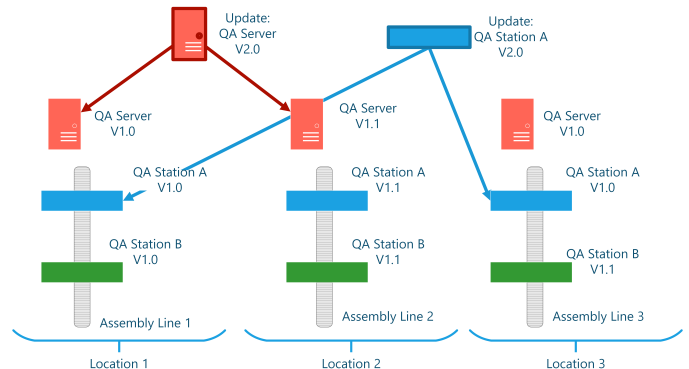 Update:
QA Server
V2.0
Update:
QA Station A
V2.0
QA Server
V1.0
QA Server
V1.1
QA Server
V1.0
QA Station A
V1.0
QA Station A
V1.1
QA Station A
V1.0
QA Station B
V1.0
QA Station B
V1.1
QA Station B
V1.1
Assembly Line 1
Assembly Line 2
Assembly Line 3
Location 1
Location 2
Location 3